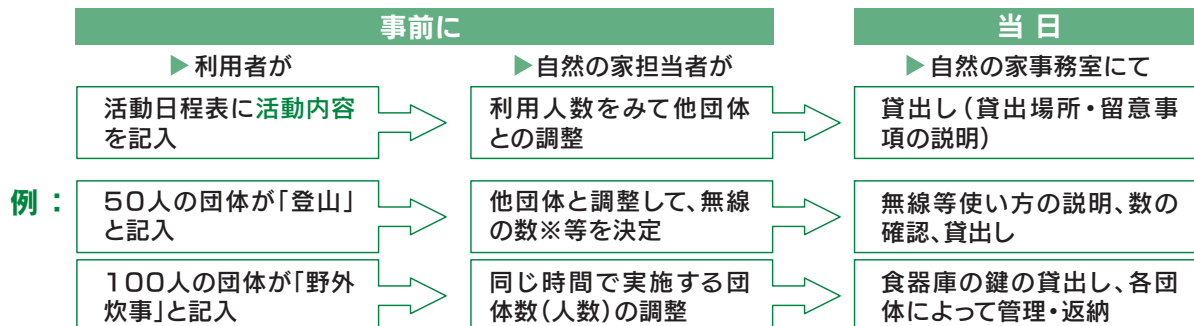 事前に
当日
▶利用者が
▶自然の家担当者が
▶自然の家事務室にて
活動日程表に活動内容
を記入
利用人数をみて他団体
との調整
貸出し(貸出場所・留意事
項の説明)
例：
50人の団体が「登山」
と記入
他団体と調整して、無線
の数※等を決定
無線等使い方の説明、数の
確認、貸出し
100人の団体が「野外
炊事」と記入
同じ時間で実施する団
体数(人数)の調整
食器庫の鍵の貸出し、各団
体によって管理・返納